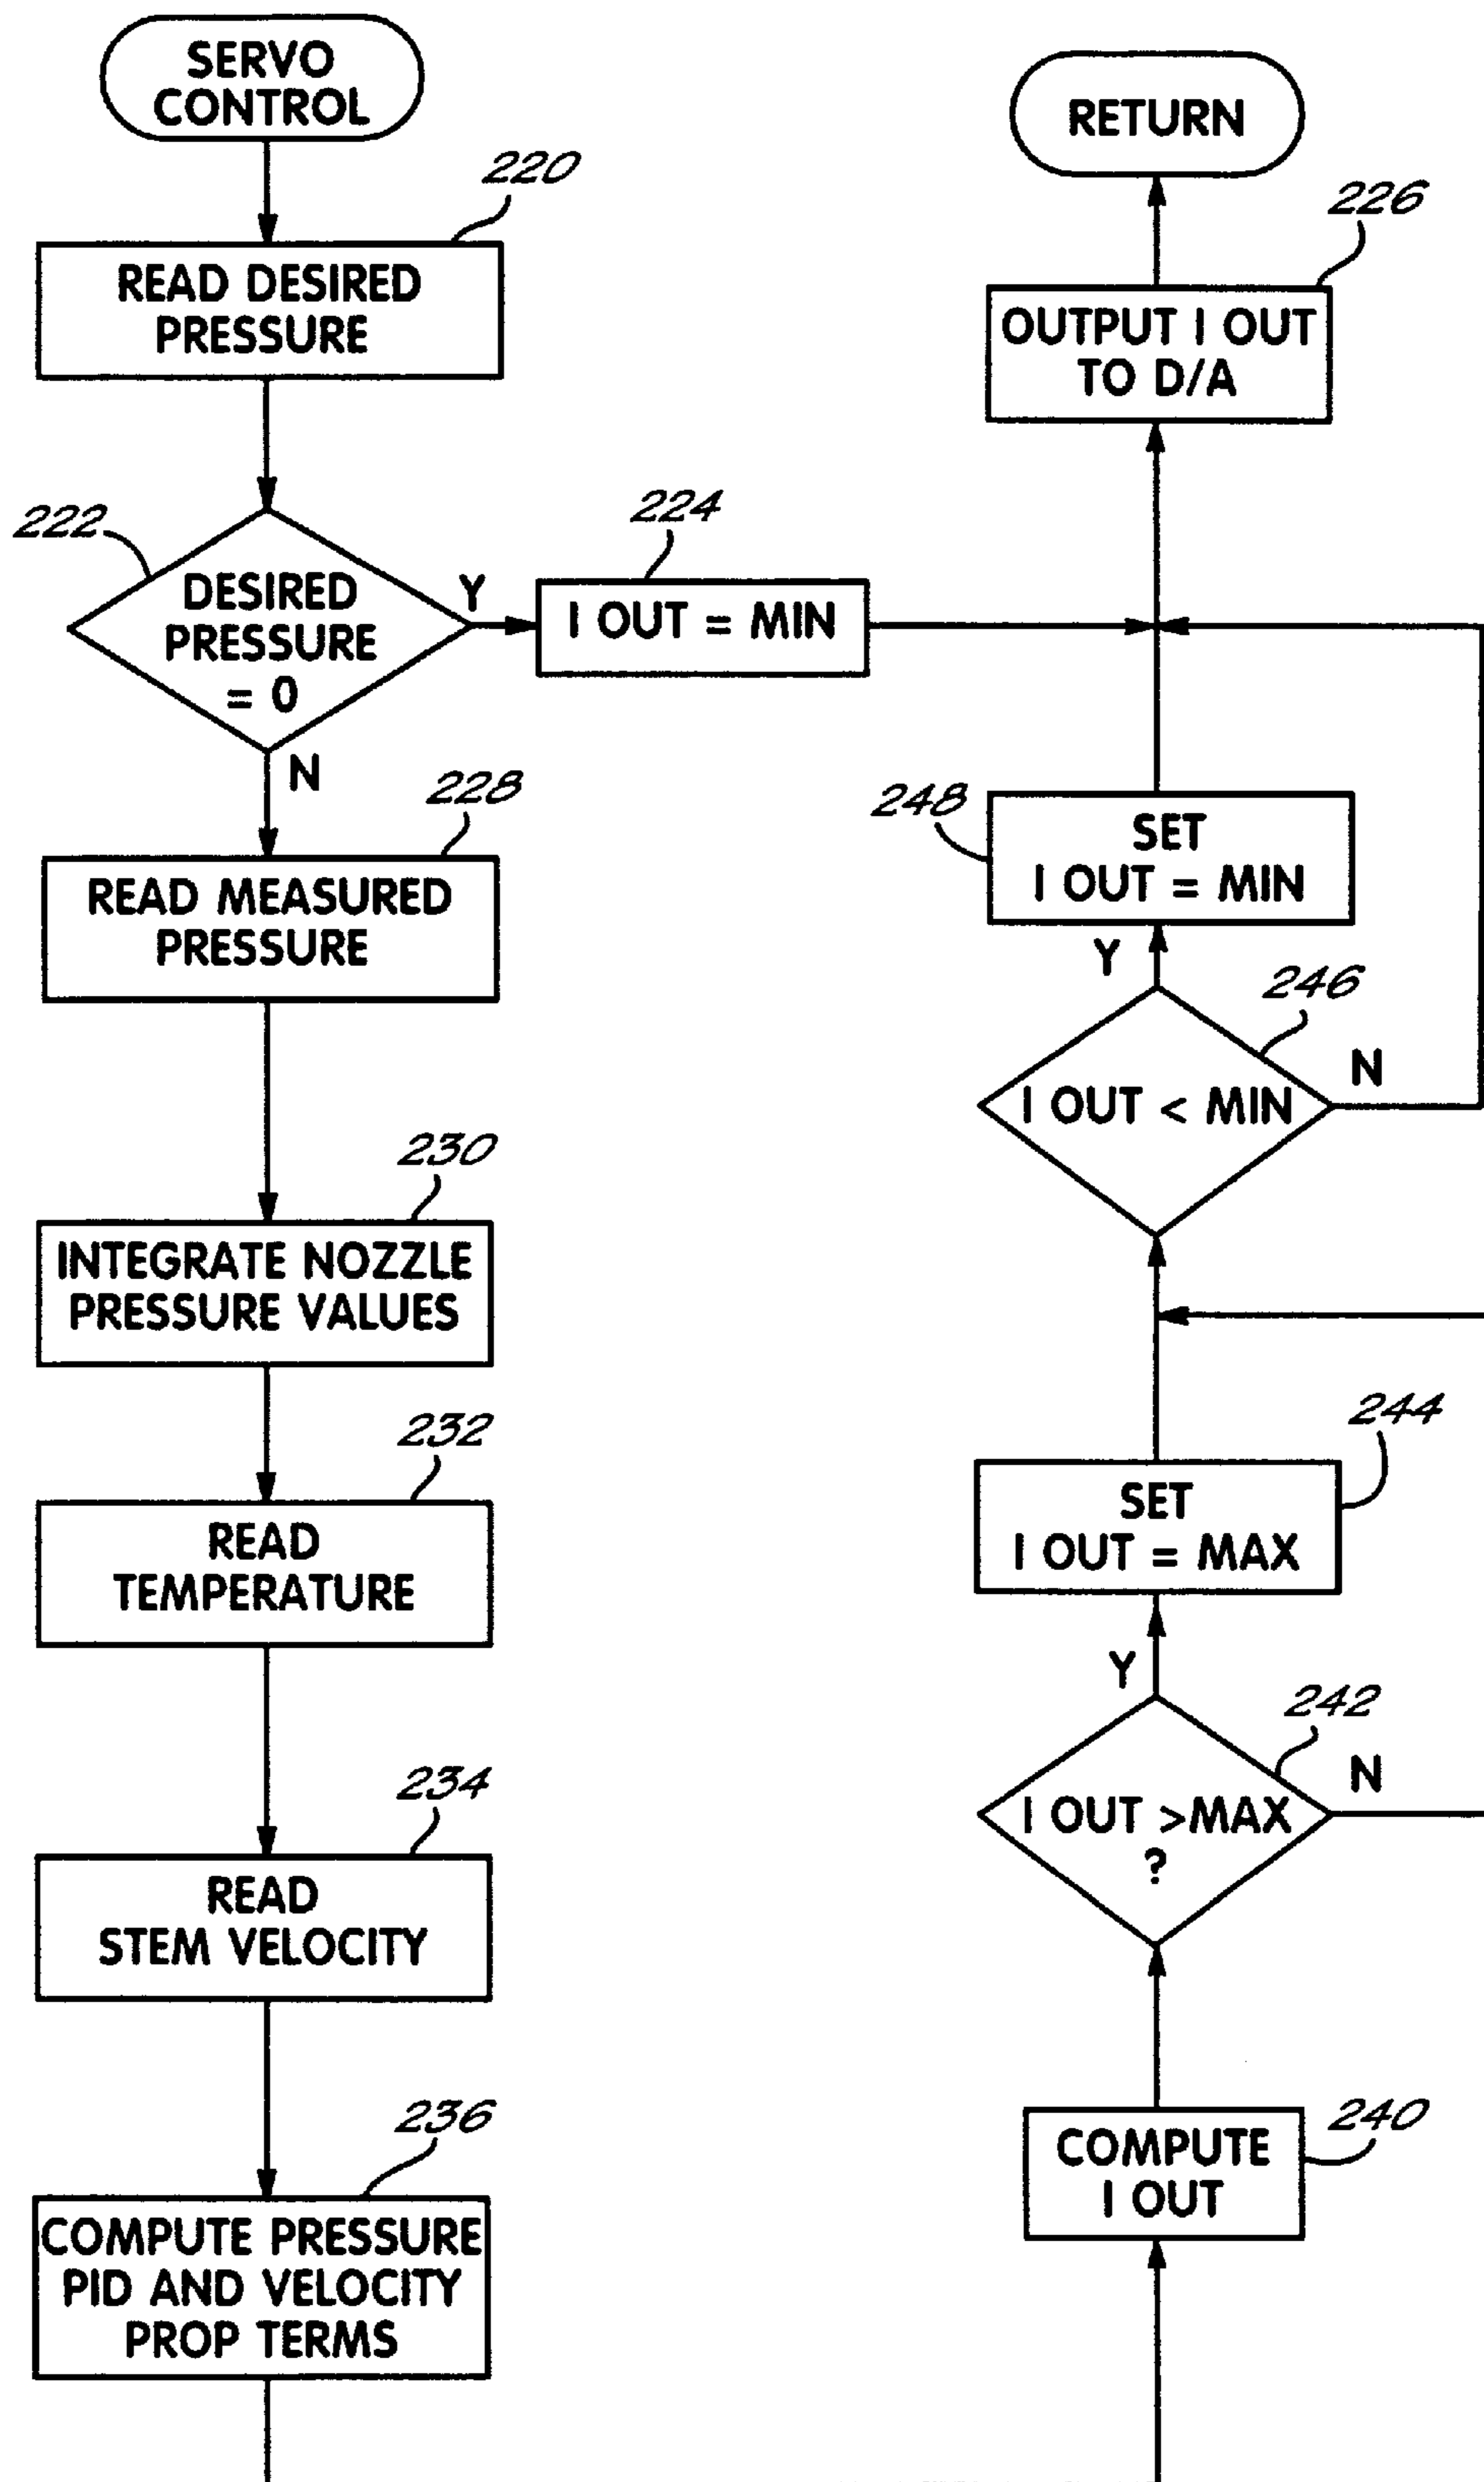 SERVO
CONTROL
220
READ DESIRED
PRESSURE
222
DESIRED
PRESSURE
= 0
Y
N
224
I OUT = MIN
228
READ MEASURED
PRESSURE
230
INTEGRATE NOZZLE
PRESSURE VALUES
232
READ
TEMPERATURE
234
READ
STEM VELOCITY
236
COMPUTE PRESSURE
PID AND VELOCITY
PROP TERMS
RETURN
226
OUTPUT I OUT
TO D/A
248
SET
I OUT = MIN
Y
246
N
I OUT < MIN
244
SET
I OUT = MAX
Y
242
N
I OUT >MAX
?
240
COMPUTE
I OUT